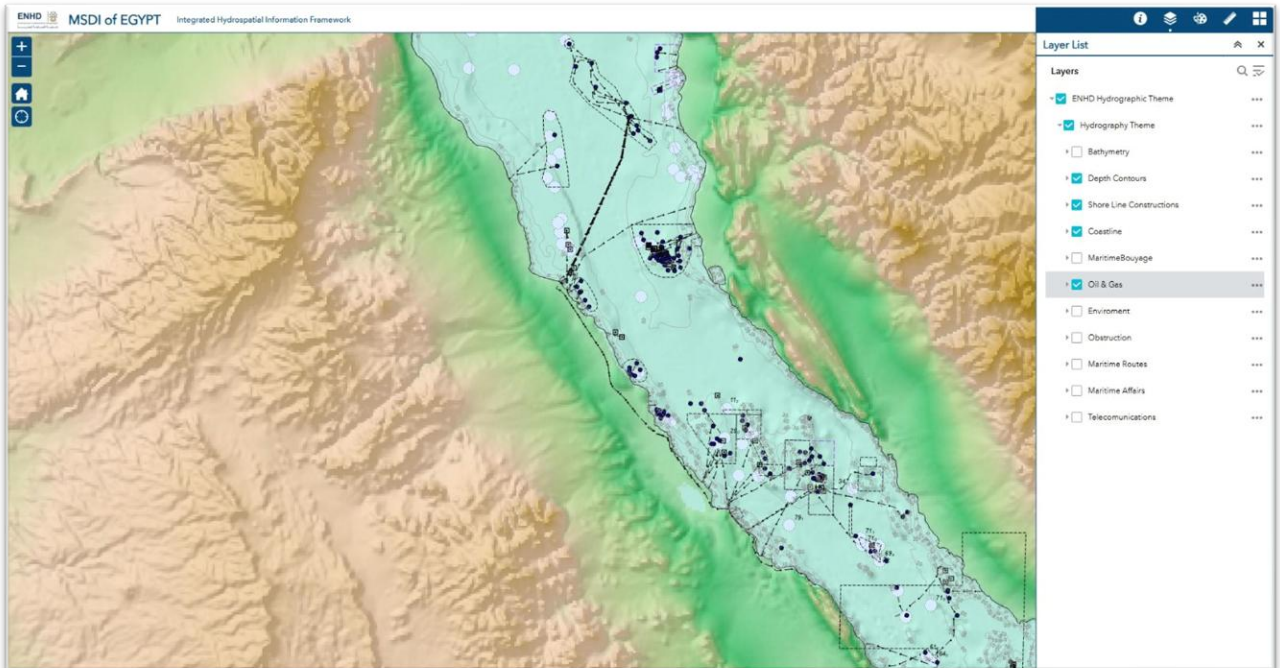 ENHD
MSDI of EGYPT
Integrated Hydrospatial Information Framework
Layer List
Layers
ENHD Hydrographic Theme
Hydrography Theme
Bathymetry
Depth Contours
Shore Line Constructions
Coastline
MaritimeBouyage
Oil & Gas
Enviroment
Obstruction
Maritime Routes
Maritime Affairs
Telecomunications